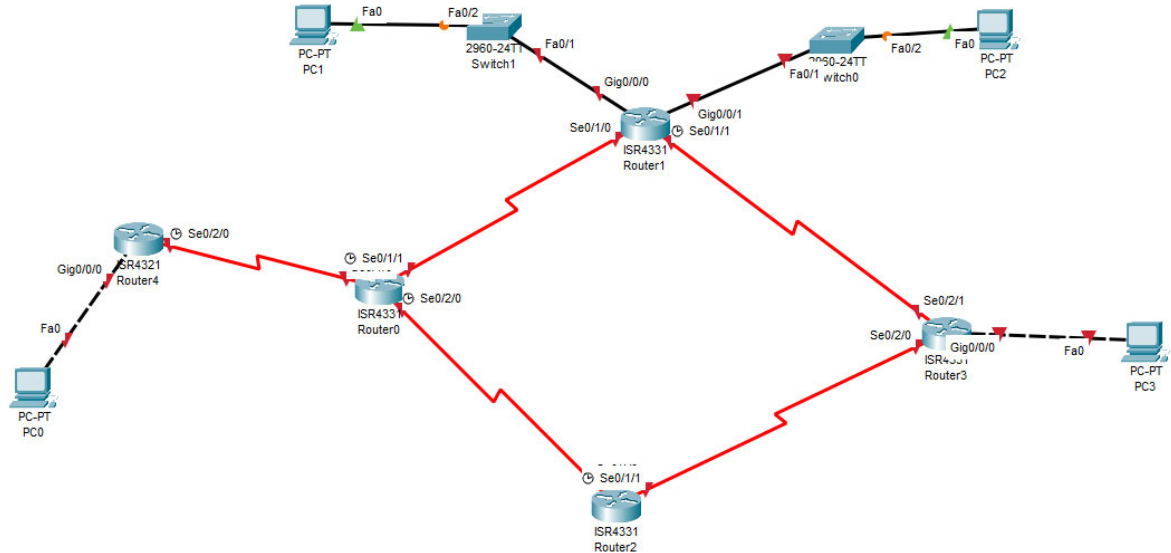 Fa0
Fa0/2
PC-PT
PC1
2960-24TT
Switch1
Fa0/1
Gig0/0/0
Fa0/2
Fa0
PC-PT
PC2
Fa0/1
Gig0/0/1
Se0/1/0
Se0/1/1
ISR4331
Router1
Se0/2/0
Gig0/0/0
ISR4321
Router4
Se0/1/1
Se0/2/0
ISR4331
Router0
Fa0
PC-PT
PC0
Se0/2/1
Se0/2/0
Gig0/0/0
Router3
Fa0
PC-PT
PC3
Se0/1/1
ISR4331
Router2